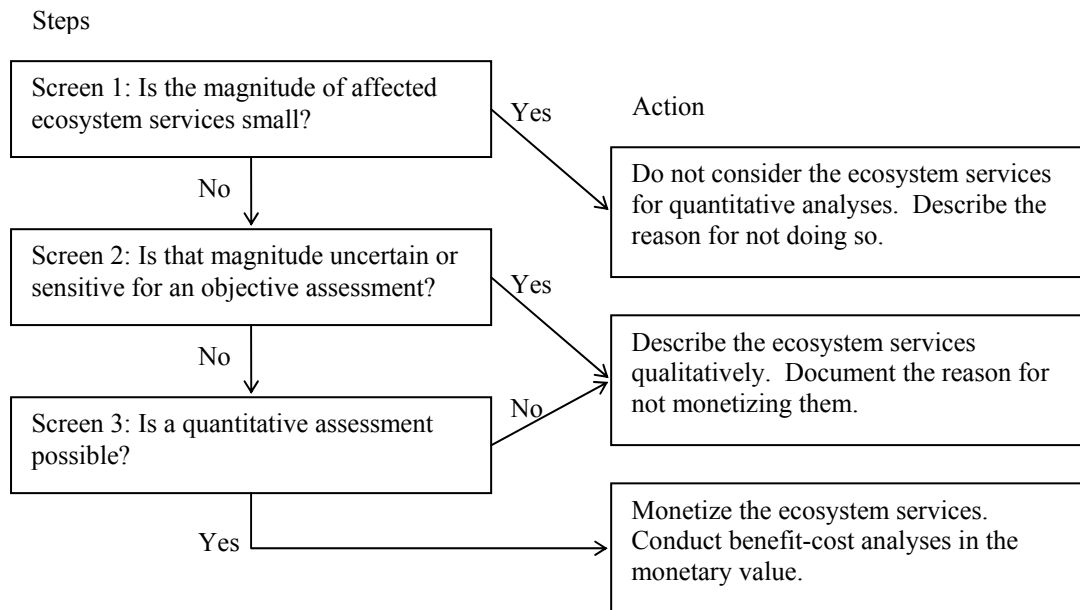 Steps
Screen 1: Is the magnitude of affected
ecosystem services small?
Yes
Action
No
Do not consider the ecosystem services
for quantitative analyses.  Describe the
reason for not doing so.
Screen 2: Is that magnitude uncertain or
sensitive for an objective assessment?
Yes
No
Describe the ecosystem services
qualitatively.  Document the reason for
not monetizing them.
Screen 3: Is a quantitative assessment
possible?
No
Yes
Monetize the ecosystem services.
Conduct benefit-cost analyses in the
monetary value.